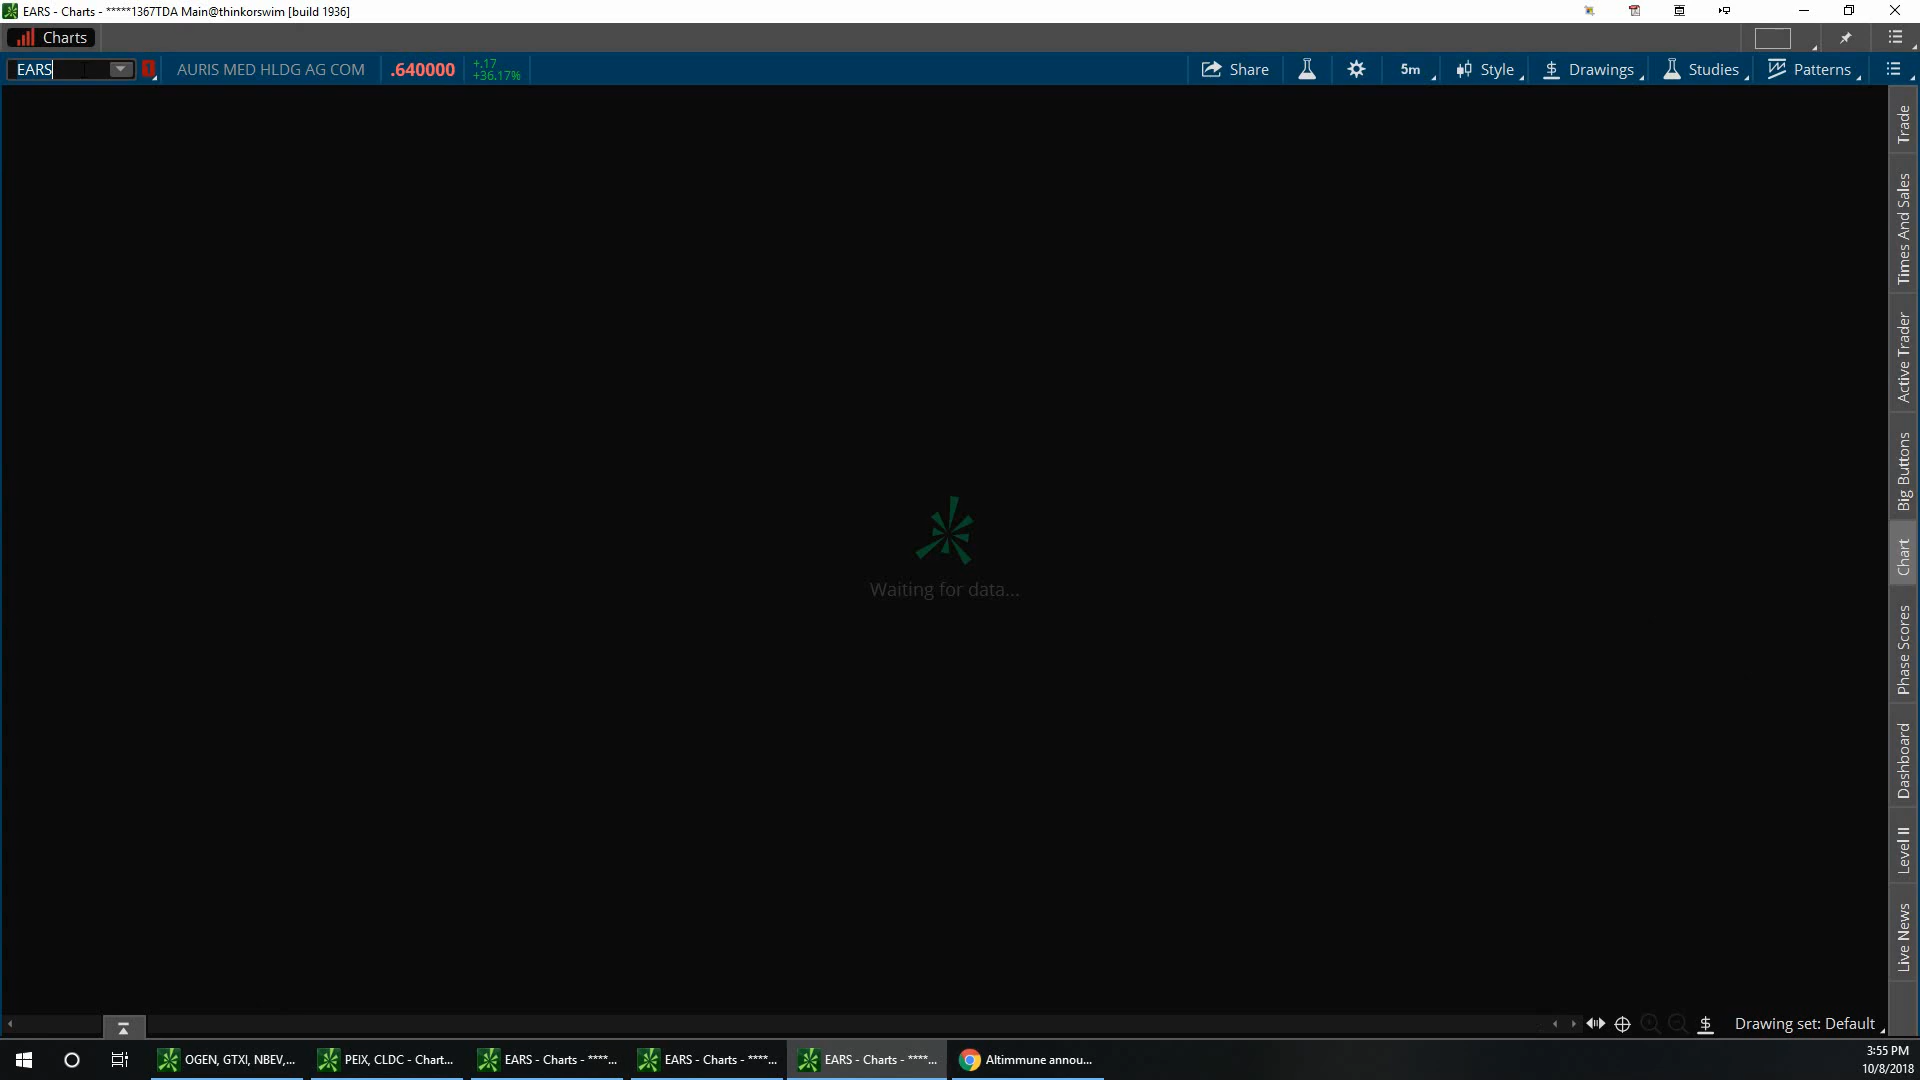 EARS - Charts - *****1367TDA Main@thinkorswim [build 1936]
Charts
EARS
1
AURIS MED HLDG AG COM
.640000
+.17
+36.17%
Share
5m
Style
Drawings
Studies
Patterns
Trade
Times And Sales
Active Trader
Big Buttons
Chart
Phase Scores
Dashboard
Level II
Live News
Waiting for data...
Drawing set: Default
OGEN, GTXI, NBEV,...
PEIX, CLDC - Chart...
EARS - Charts - ****...
EARS - Charts - ****...
EARS - Charts - ****...
Altimmune annou...
3:55 PM
10/8/2018